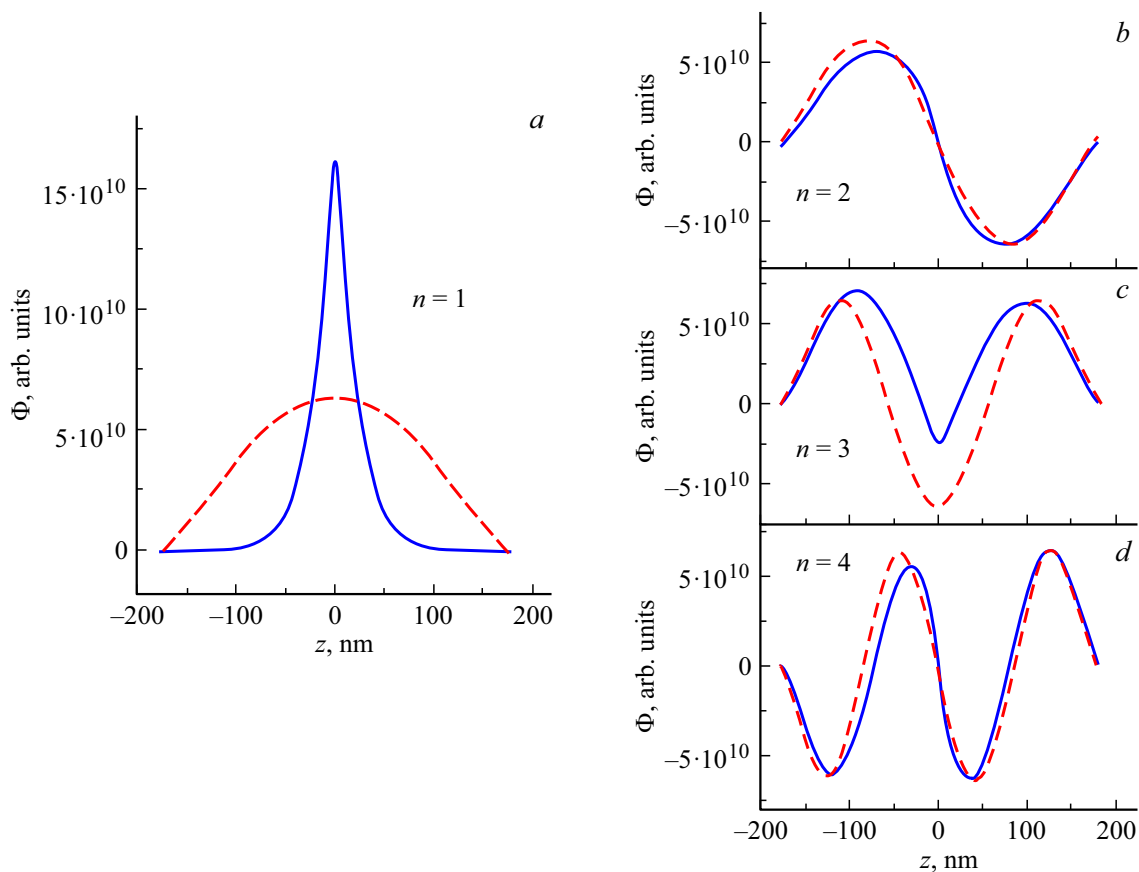 a
Φ, arb. units
15·10¹⁰
10·10¹⁰
5·10¹⁰
0
n = 1
−200 −100 0 100 200
z, nm
b
Φ, arb. units
5·10¹⁰
0
−5·10¹⁰
n = 2
c
Φ, arb. units
5·10¹⁰
0
−5·10¹⁰
n = 3
d
Φ, arb. units
n = 4
5·10¹⁰
0
−5·10¹⁰
−200 −100 0 100 200
z, nm